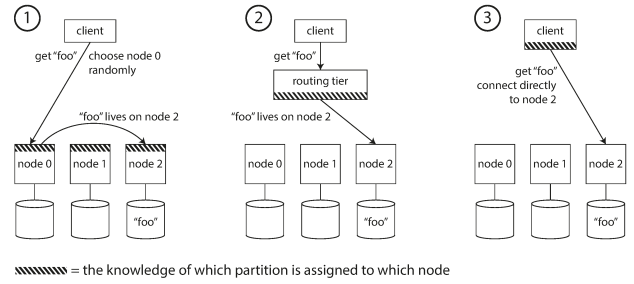 1
client
get “foo”
choose node 0
randomly
“foo” lives on node 2
node 0
node 1
node 2
“foo”
2
client
get “foo”
routing tier
“foo” lives on node 2
node 0
node 1
node 2
“foo”
3
client
get “foo”
connect directly
to node 2
node 0
node 1
node 2
“foo”
= the knowledge of which partition is assigned to which node